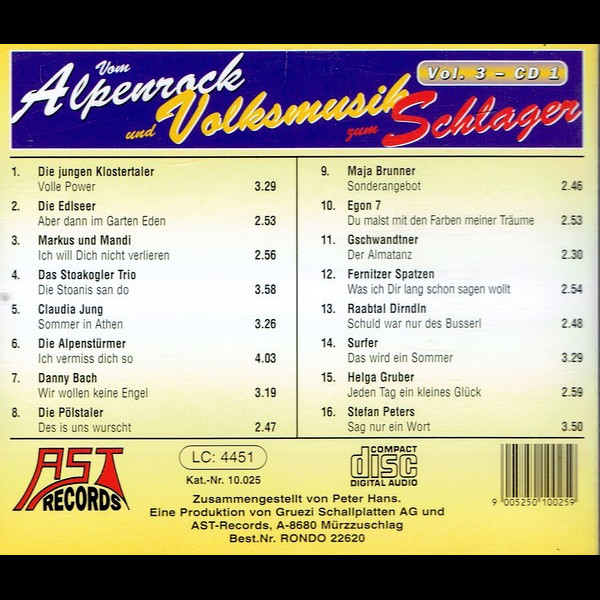 Vom
Alpenrock
und Volksmusik
zum Schlager
Vol. 3 - CD 1
1. Die jungen Klostertaler
Volle Power 3.29
2. Die Edlseer
Aber dann im Garten Eden 2.53
3. Markus und Mandi
Ich will Dich nicht verlieren 2.56
4. Das Stoakogler Trio
Die Stoanis san do 3.58
5. Claudia Jung
Sommer in Athen 3.26
6. Die Alpenstürmer
Ich vermiss dich so 4.03
7. Danny Bach
Wir wollen keine Engel 3.19
8. Die Pölstaler
Des is uns wurscht 2.47
9. Maja Brunner
Sonderangebot 2.46
10. Egon 7
Du malst mit den Farben meiner Träume 2.53
11. Gschwandtner
Der Almatanz 2.30
12. Fernitzer Spatzen
Was ich Dir lang schon sagen wollt 2.54
13. Raabtal Dirndln
Schuld war nur des Busserl 2.48
14. Surfer
Das wird ein Sommer 3.29
15. Helga Gruber
Jeden Tag ein kleines Glück 2.59
16. Stefan Peters
Sag nur ein Wort 3.50
AST
RECORDS
LC: 4451
Kat.-Nr. 10.025
COMPACT
disc
DIGITAL AUDIO
9 005250 100259
Zusammengestellt von Peter Hans.
Eine Produktion von Gruezi Schallplatten AG und
AST-Records, A-8680 Mürzzuschlag
Best.Nr. RONDO 22620